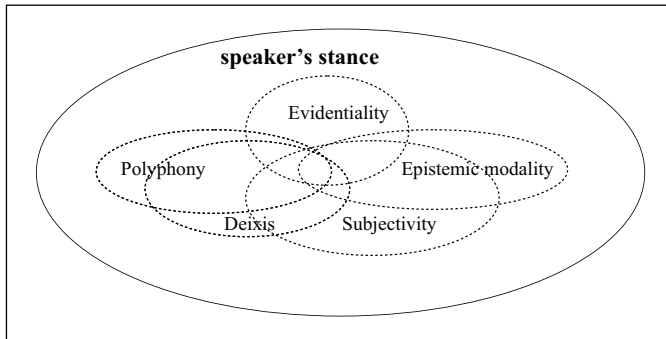 speaker's stance
Evidentiality
Polyphony
Epistemic modality
Deixis
Subjectivity